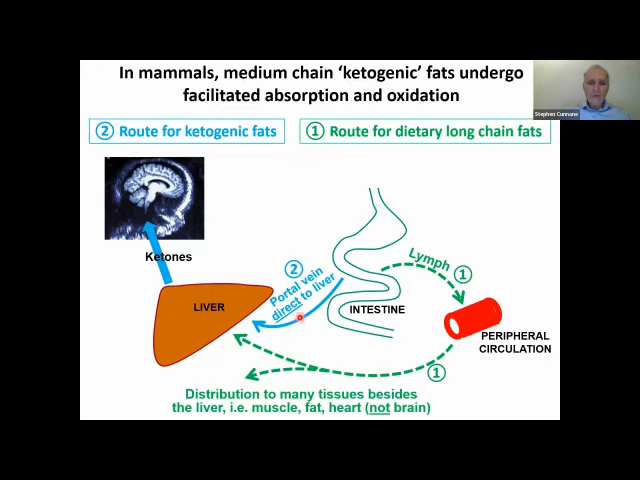 In mammals, medium chain ‘ketogenic’ fats undergo
facilitated absorption and oxidation
Stephen Cunnane
② Route for ketogenic fats
① Route for dietary long chain fats
Ketones
②
Portal vein
direct to liver
Lymph ①
LIVER
INTESTINE
PERIPHERAL
CIRCULATION
①
Distribution to many tissues besides
the liver, i.e. muscle, fat, heart (not brain)